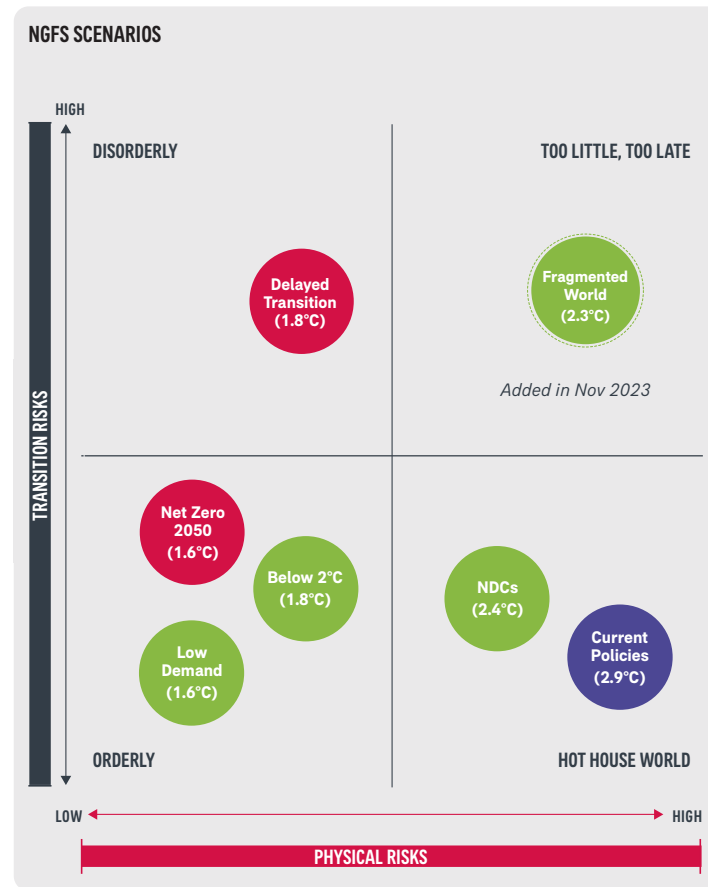 NGFS SCENARIOS
HIGH
DISORDERLY
TOO LITTLE, TOO LATE
Delayed
Transition
(1.8°C)
Fragmented
World
(2.3°C)
Added in Nov 2023
TRANSITION RISKS
Net Zero
2050
(1.6°C)
Below 2°C
(1.8°C)
NDCs
(2.4°C)
Low
Demand
(1.6°C)
Current
Policies
(2.9°C)
ORDERLY
HOT HOUSE WORLD
LOW
HIGH
PHYSICAL RISKS